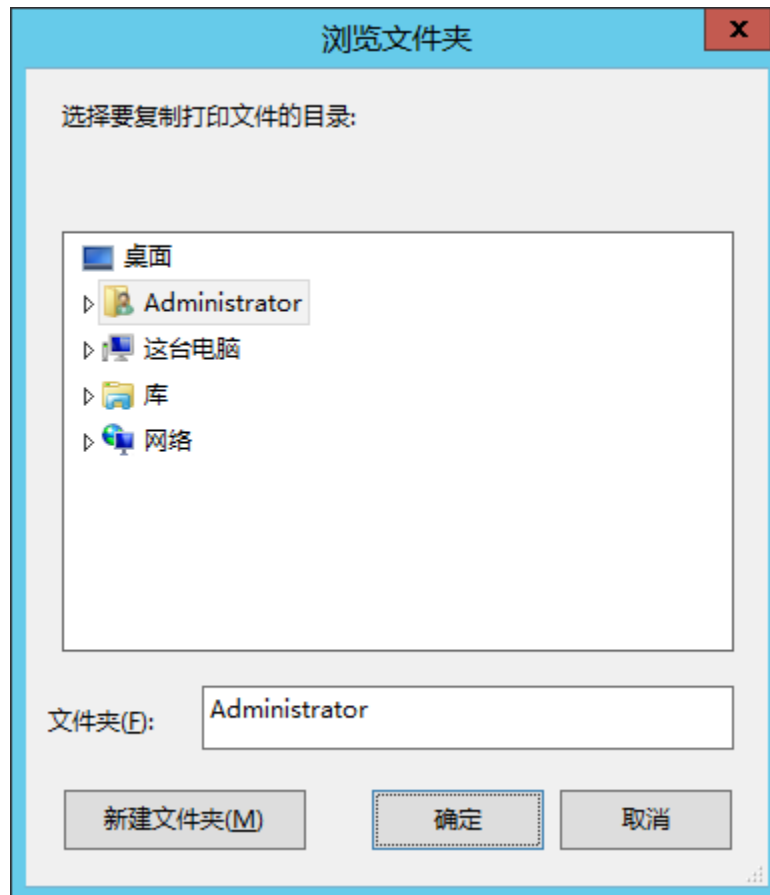 浏览文件夹
x
选择要复制打印文件的目录:
桌面
Administrator
这台电脑
库
网络
文件夹(F): Administrator
新建文件夹(M) 确定 取消